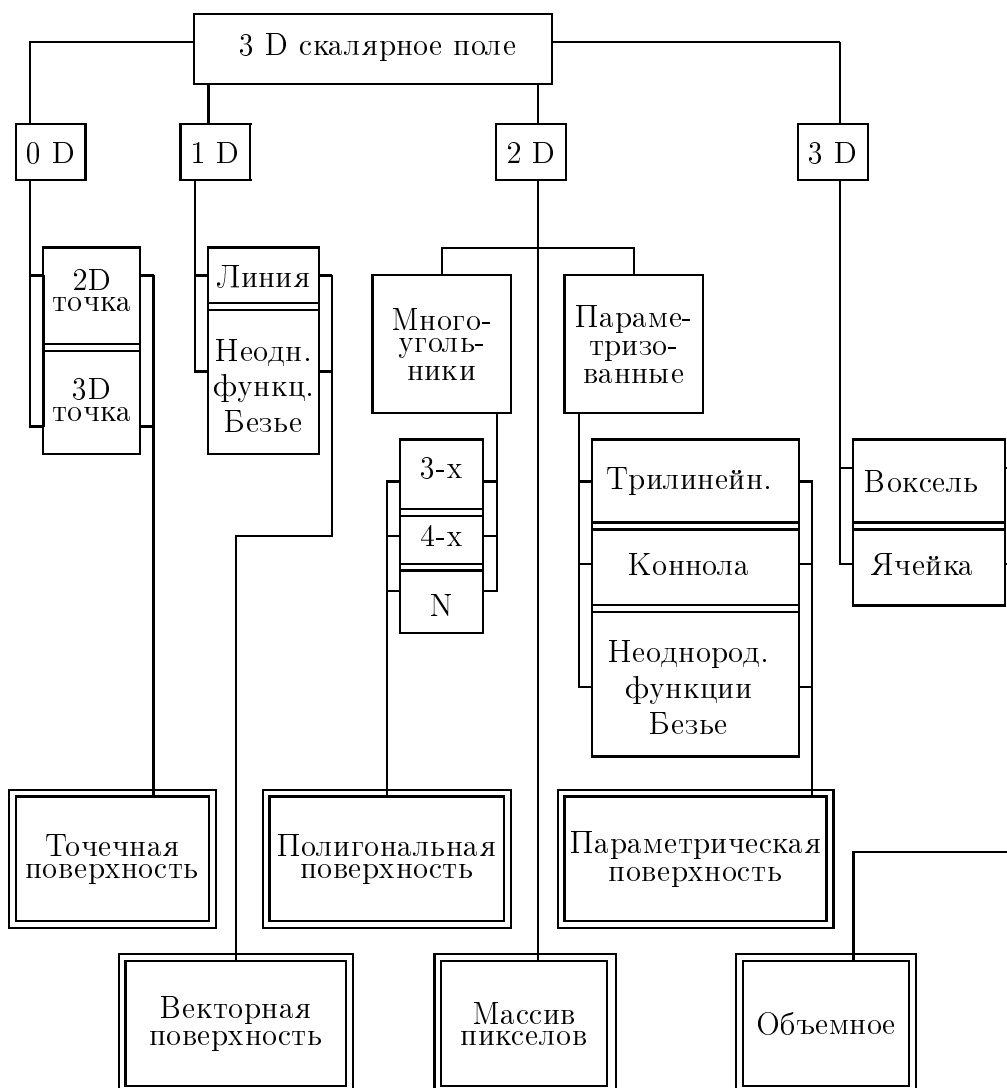 3 D скалярное поле
0 D
1 D
2 D
3 D
2D
точка
3D
точка
Линия
Неодн.
функц.
Безье
Много-
уголь-
ники
Параме-
тризо-
ванные
3-х
4-х
N
Трилинейн.
Коннола
Неоднород.
функции
Безье
Воксель
Ячейка
Точечная
поверхность
Полигональная
поверхность
Параметрическая
поверхность
Векторная
поверхность
Массив
пикселов
Объемное